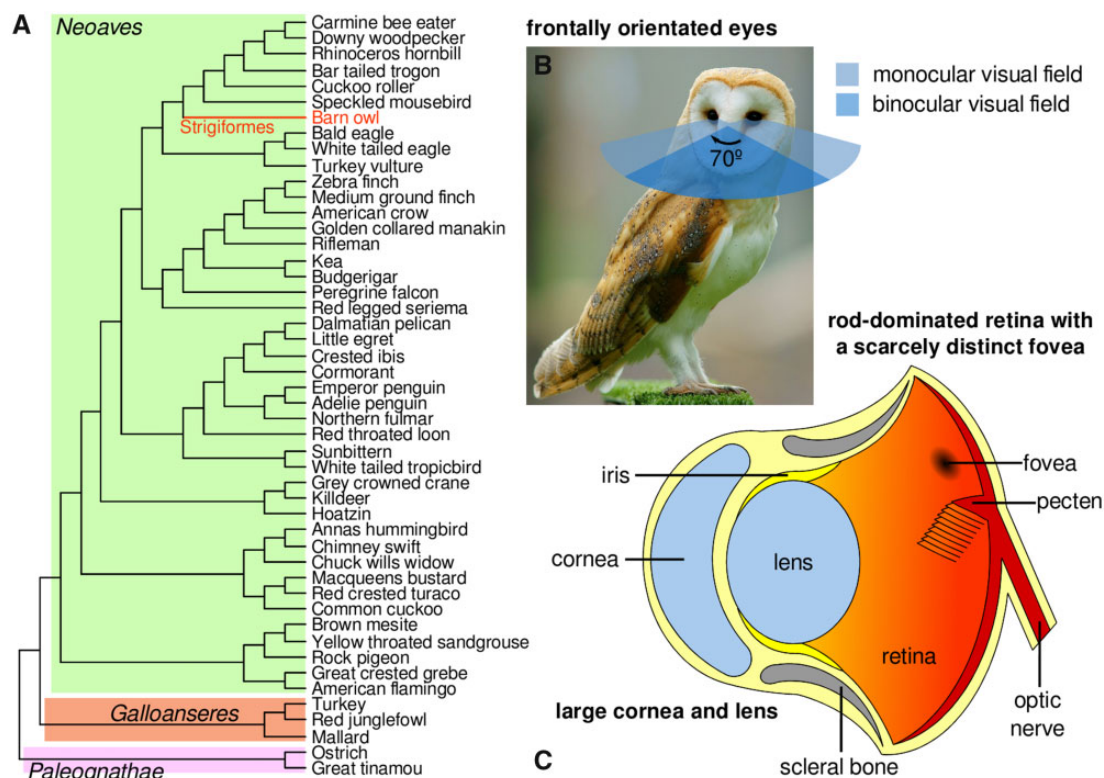 A
Neoaves
Carmine bee eater
Downy woodpecker
Rhinoceros hornbill
Bar tailed trogon
Cuckoo roller
Speckled mousebird
Barn owl
Strigiformes
Bald eagle
White tailed eagle
Turkey vulture
Zebra finch
Medium ground finch
American crow
Golden collared manakin
Rifleman
Kea
Budgerigar
Peregrine falcon
Red legged seriema
Dalmatian pelican
Little egret
Crested ibis
Cormorant
Emperor penguin
Adelie penguin
Northern fulmar
Red throated loon
Sunbittern
White tailed tropicbird
Grey crowned crane
Killdeer
Hoatzin
Annas hummingbird
Chimney swift
Chuck wills widow
Macqueens bustard
Red crested turaco
Common cuckoo
Brown mesite
Yellow throated sandgrouse
Rock pigeon
Great crested grebe
American flamingo
Galloanseres
Turkey
Red junglefowl
Mallard
Ostrich
Great tinamou
Paleognathae
frontally orientated eyes
B
monocular visual field
binocular visual field
70º
rod-dominated retina with
a scarcely distinct fovea
iris
fovea
pecten
cornea
lens
retina
large cornea and lens
optic
nerve
scleral bone
C